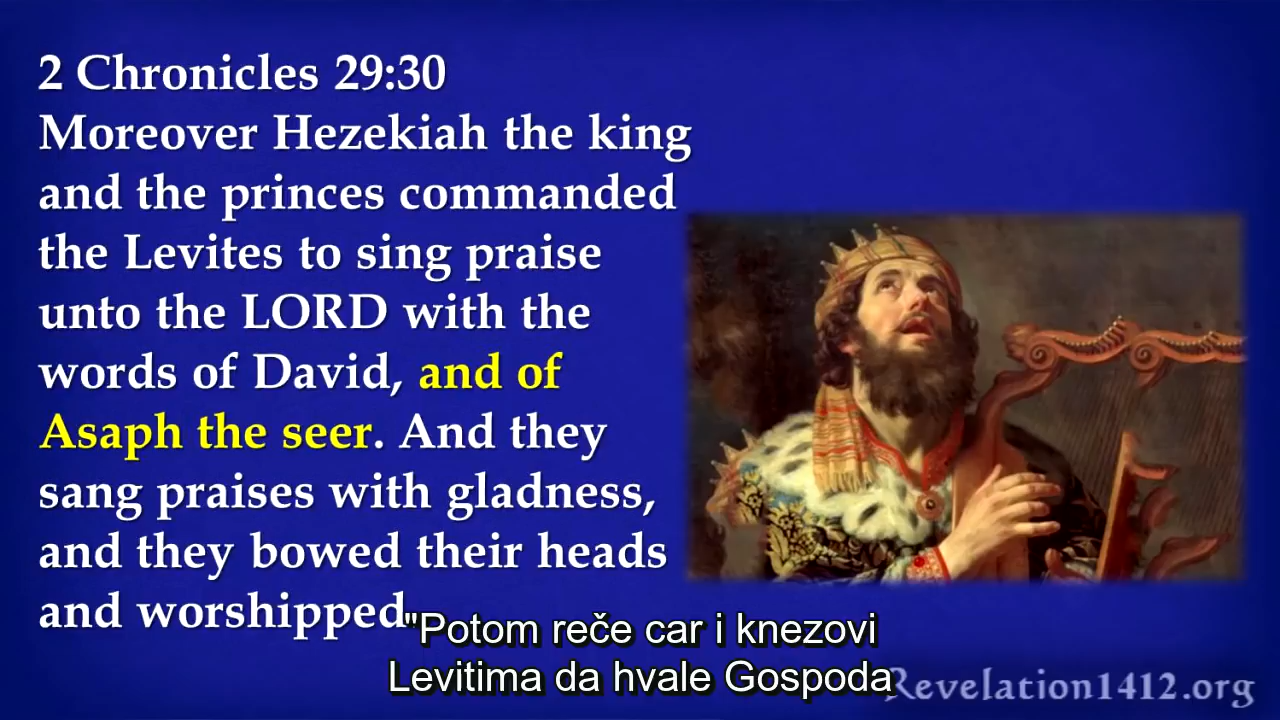 2 Chronicles 29:30
Moreover Hezekiah the king
and the princes commanded
the Levites to sing praise
unto the LORD with the
words of David, and of
Asaph the seer. And they
sang praises with gladness,
and they bowed their heads
and worshipped.
"Potom reče car i knezovi
Levitima da hvale Gospoda
Revelation1412.org